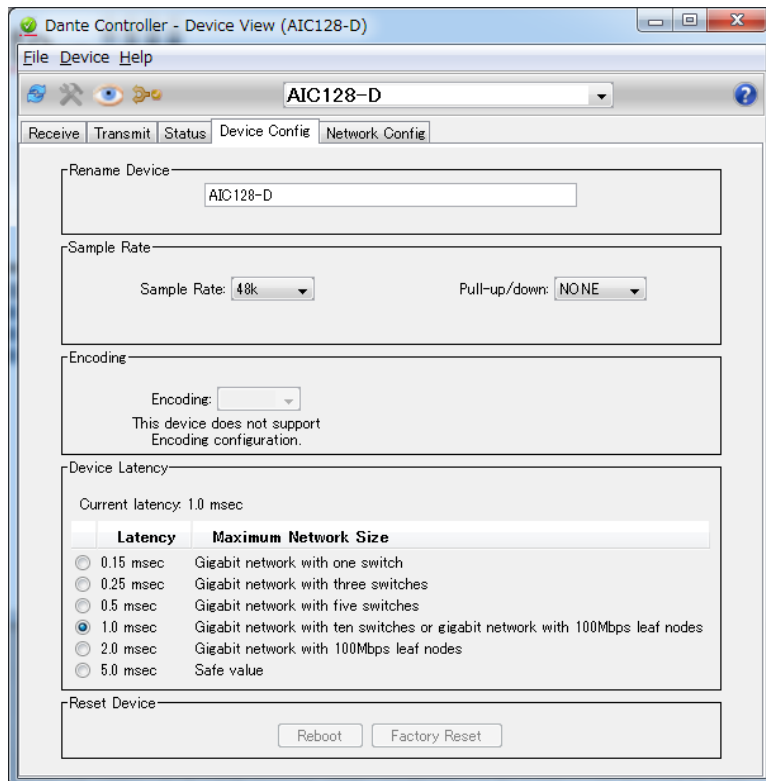 Dante Controller - Device View (AIC128-D)
File Device Help
AIC128-D
Receive Transmit Status Device Config Network Config
Rename Device
AIC128-D
Sample Rate
Sample Rate: 48k Pull-up/down: NONE
Encoding
Encoding:
This device does not support
Encoding configuration.
Device Latency
Current latency: 1.0 msec
Latency Maximum Network Size
0.15 msec Gigabit network with one switch
0.25 msec Gigabit network with three switches
0.5 msec Gigabit network with five switches
1.0 msec Gigabit network with ten switches or gigabit network with 100Mbps leaf nodes
2.0 msec Gigabit network with 100Mbps leaf nodes
5.0 msec Safe value
Reset Device
Reboot Factory Reset